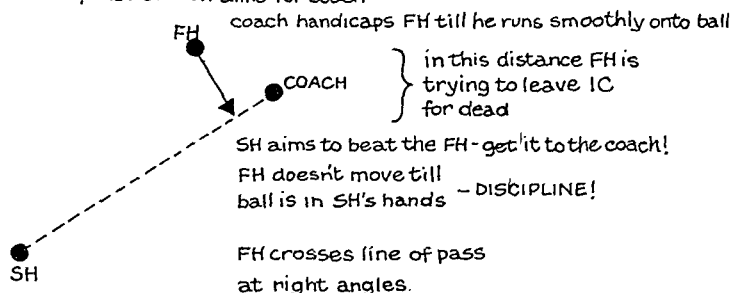 coach handicaps FH till he runs smoothly onto ball
FH
COACH
in this distance FH is
trying to leave IC
for dead
SH aims to beat the FH - get it to the coach!
FH doesn't move till
ball is in SH's hands - DISCIPLINE!
SH
FH crosses line of pass
at right angles.